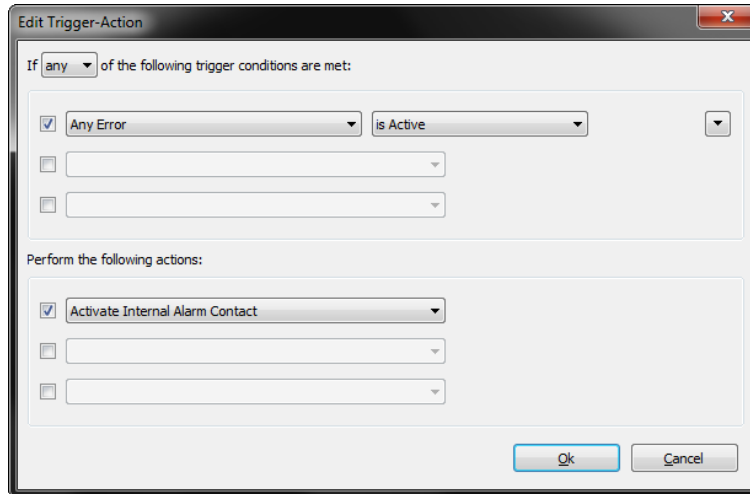 Edit Trigger-Action
If any of the following trigger conditions are met:
Any Error is Active
Perform the following actions:
Activate Internal Alarm Contact
Ok Cancel